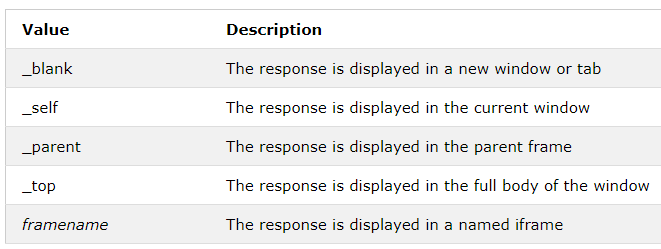 Value Description
_blank The response is displayed in a new window or tab
_self The response is displayed in the current window
_parent The response is displayed in the parent frame
_top The response is displayed in the full body of the window
framename The response is displayed in a named iframe